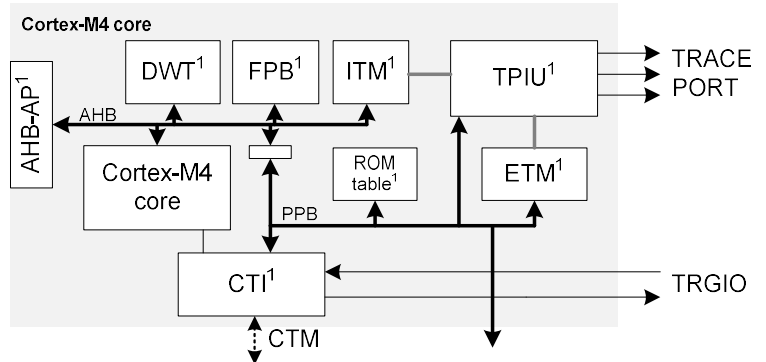 Cortex-M4 core
DWT¹
FPB¹
ITM¹
TPIU¹
TRACE
PORT
AHB-AP¹
AHB
Cortex-M4
core
ROM
table¹
ETM¹
PPB
CTI¹
TRGIO
CTM